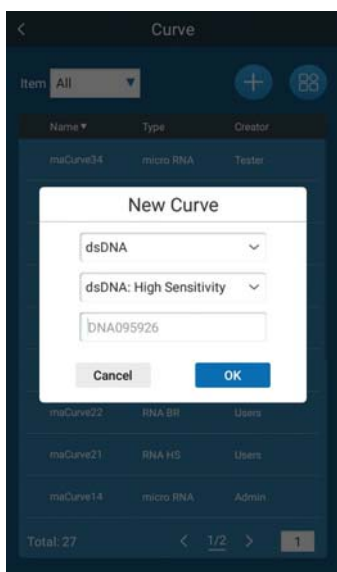 Curve
Item All
Name Type Creator
miCurve34 micro RNA Tester
New Curve
dsDNA
dsDNA: High Sensitivity
DNA095926
Cancel OK
maCurve22 RNA BR Users
maCurve21 RNA HS Users
maCurve14 micro RNA Admin
Total: 27 < 1/2 > 1